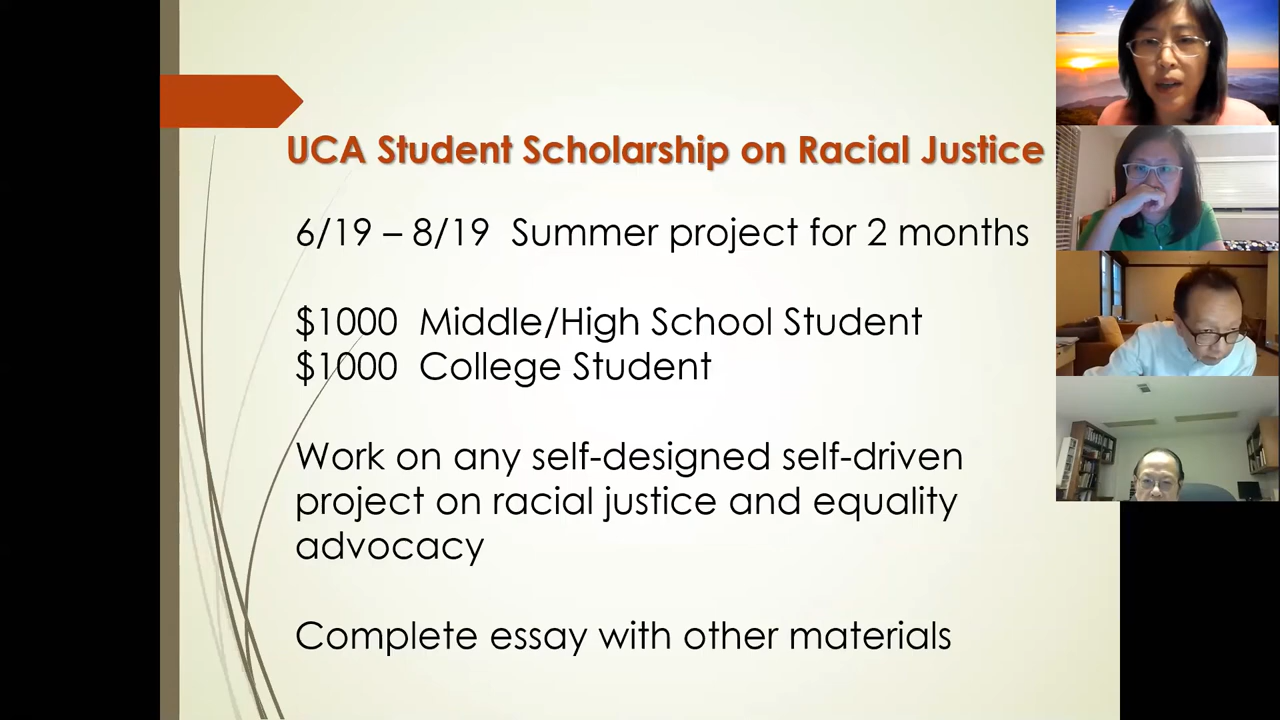 UCA Student Scholarship on Racial Justice
6/19 – 8/19 Summer project for 2 months
$1000 Middle/High School Student
$1000 College Student
Work on any self-designed self-driven
project on racial justice and equality
advocacy
Complete essay with other materials